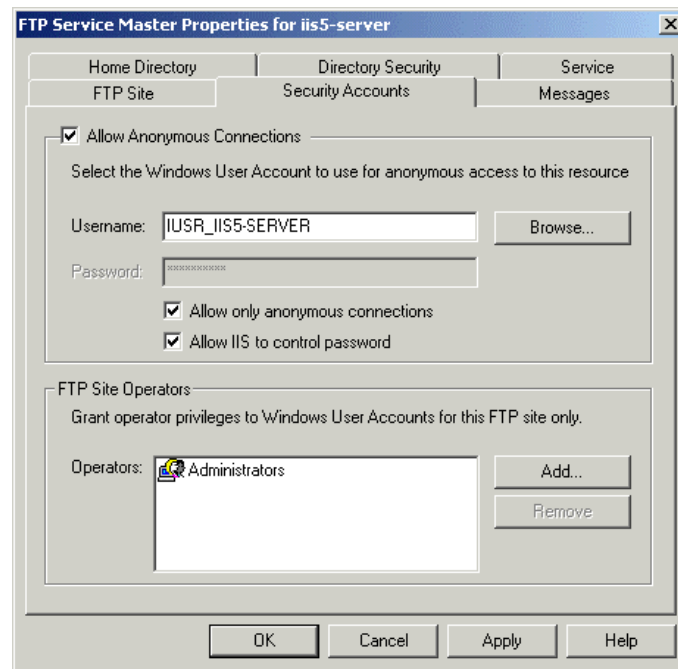 FTP Service Master Properties for iis5-server
Home Directory Directory Security Service
FTP Site Security Accounts Messages
Allow Anonymous Connections
Select the Windows User Account to use for anonymous access to this resource
Username: IUSR_IIS5-SERVER Browse...
Password: **********
Allow only anonymous connections
Allow IIS to control password
FTP Site Operators
Grant operator privileges to Windows User Accounts for this FTP site only.
Operators: Administrators Add...
Remove
OK Cancel Apply Help